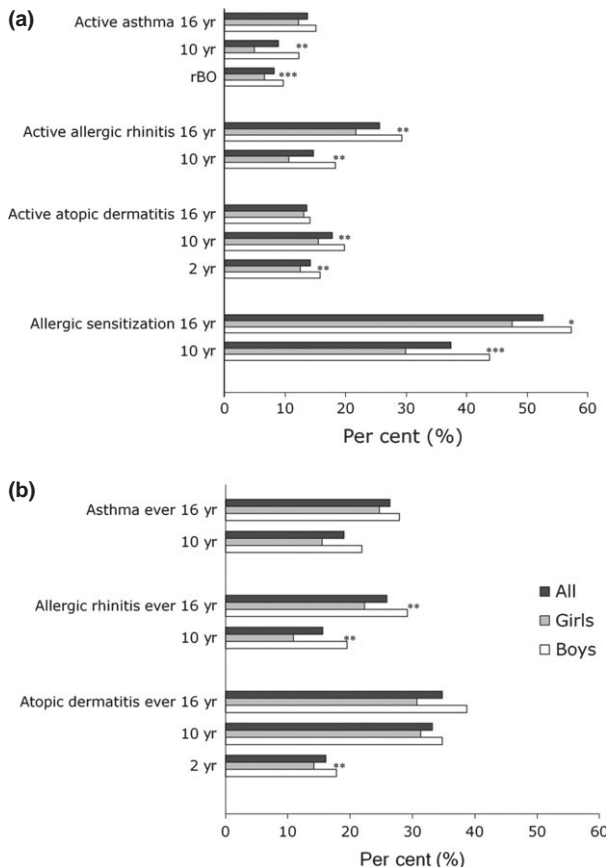 (a)
Active asthma 16 yr
10 yr **
rBO ***
Active allergic rhinitis 16 yr **
10 yr **
Active atopic dermatitis 16 yr
10 yr **
2 yr **
Allergic sensitization 16 yr *
10 yr ***
0 10 20 30 40 50 60
Per cent (%)
(b)
Asthma ever 16 yr
10 yr
Allergic rhinitis ever 16 yr **
10 yr **
Atopic dermatitis ever 16 yr
10 yr
2 yr **
All
Girls
Boys
0 10 20 30 40 50 60
Per cent (%)